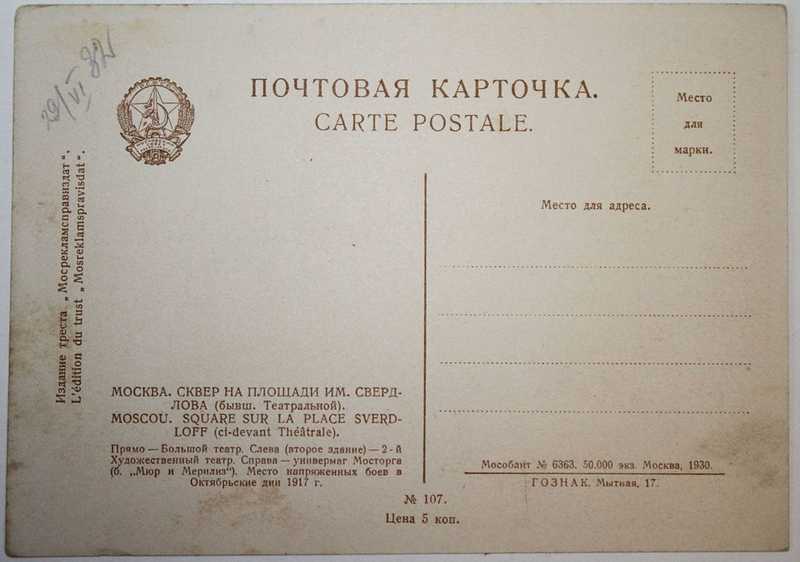 29/VI 32
ПОЧТОВАЯ КАРТОЧКА.
CARTE POSTALE.
Место
для
марки.
Место для адреса.
Издание треста „Мосрекламсправиздат“.
L'édition du trust „Mosreklamspravisdat“.
МОСКВА. СКВЕР НА ПЛОЩАДИ ИМ. СВЕРД-
ЛОВА (бывш. Театральной).
MOSCOU. SQUARE SUR LA PLACE SVERD-
LOFF (ci-devant Théâtrale).
Прямо — Большой театр. Слева (второе здание) — 2-й
Художественный театр. Справа — универмаг Мосторга
(б. „Мюр и Мерилиз“). Место напряженных боев в
Октябрьские дни 1917 г.
Мособлит № 6363. 50.000 экз. Москва, 1930.
ГОЗНАК. Мытная, 17.
№ 107.
Цена 5 коп.